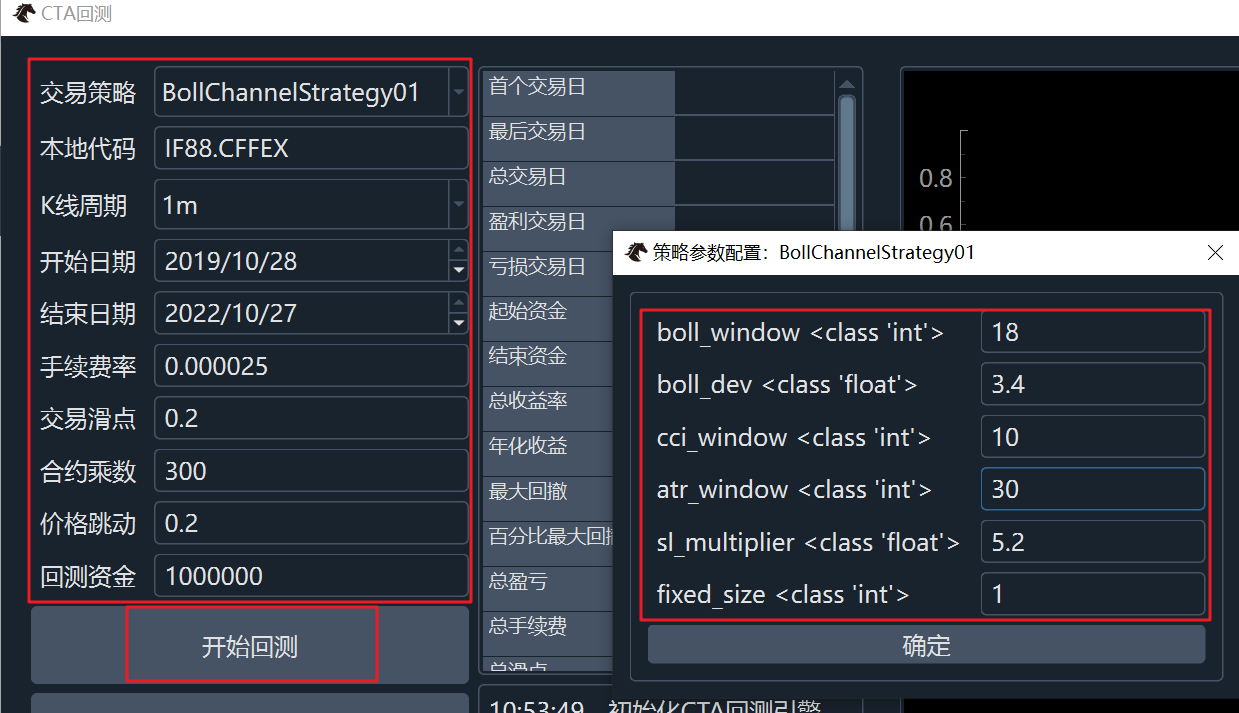 CTA回测
交易策略 BollChannelStrategy01
本地代码 IF88.CFFEX
K线周期 1m
开始日期 2019/10/28
结束日期 2022/10/27
手续费率 0.000025
交易滑点 0.2
合约乘数 300
价格跳动 0.2
回测资金 1000000
开始回测
首个交易日
最后交易日
总交易日
盈利交易日
亏损交易日
起始资金
结束资金
总收益率
年化收益
最大回撤
百分比最大回撤
总盈亏
总手续费
总滑点
10:53:49 初始化CTA回测引擎
0.8
0.6
策略参数配置：BollChannelStrategy01
boll_window <class 'int'> 18
boll_dev <class 'float'> 3.4
cci_window <class 'int'> 10
atr_window <class 'int'> 30
sl_multiplier <class 'float'> 5.2
fixed_size <class 'int'> 1
确定